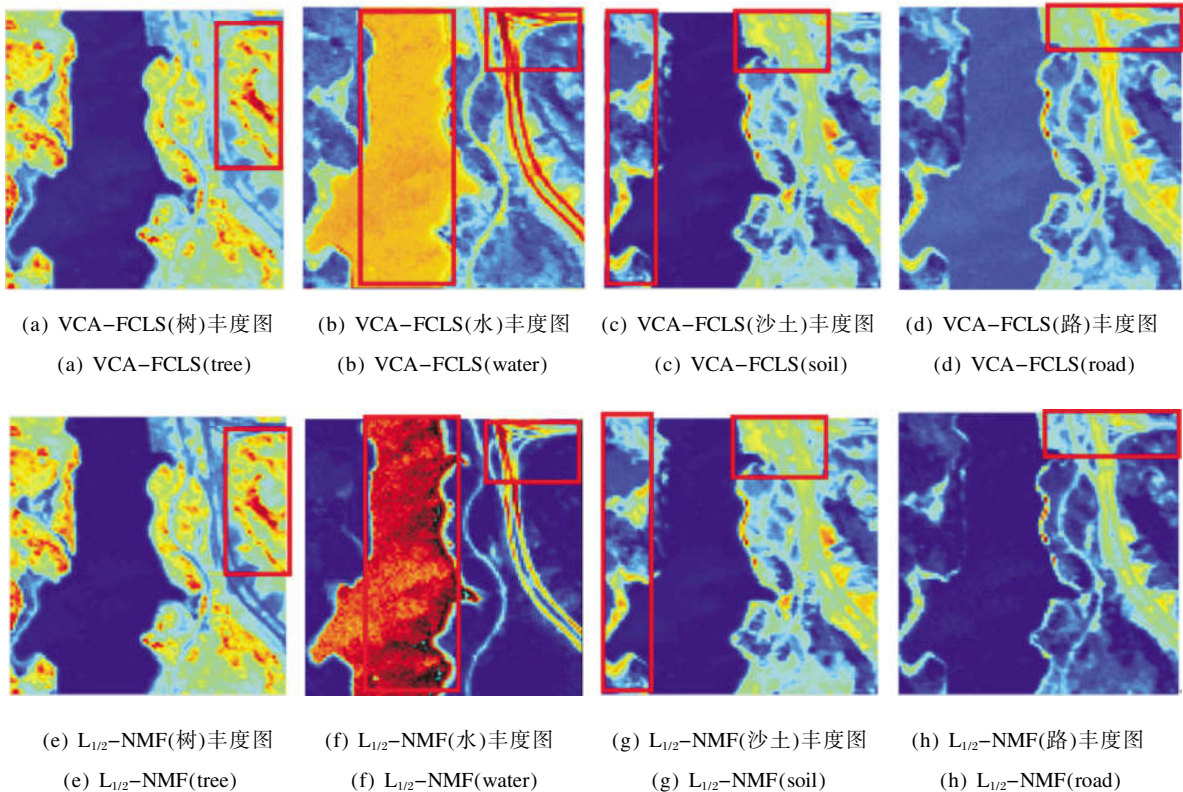 (a) VCA-FCLS(树)丰度图 (b) VCA-FCLS(水)丰度图 (c) VCA-FCLS(沙土)丰度图 (d) VCA-FCLS(路)丰度图
(a) VCA-FCLS(tree) (b) VCA-FCLS(water) (c) VCA-FCLS(soil) (d) VCA-FCLS(road)
(e) L1/2-NMF(树)丰度图 (f) L1/2-NMF(水)丰度图 (g) L1/2-NMF(沙土)丰度图 (h) L1/2-NMF(路)丰度图
(e) L1/2-NMF(tree) (f) L1/2-NMF(water) (g) L1/2-NMF(soil) (h) L1/2-NMF(road)